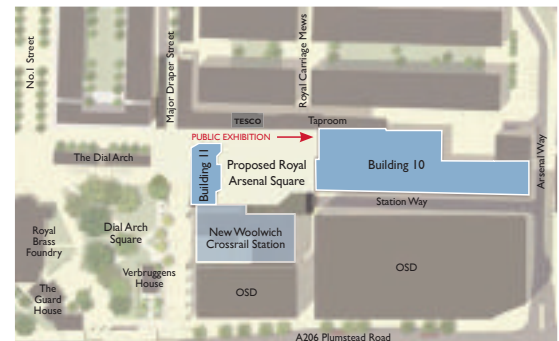 No.1 Street
Major Draper Street
Royal Carriage Mews
TESCO
Taproom
PUBLIC EXHIBITION
Arsenal Way
The Dial Arch
Building 11
Proposed Royal
Arsenal Square
Building 10
Station Way
Royal
Brass
Foundry
Dial Arch
Square
New Woolwich
Crossrail Station
Verbruggens
House
The
Guard
House
OSD
OSD
A206 Plumstead Road